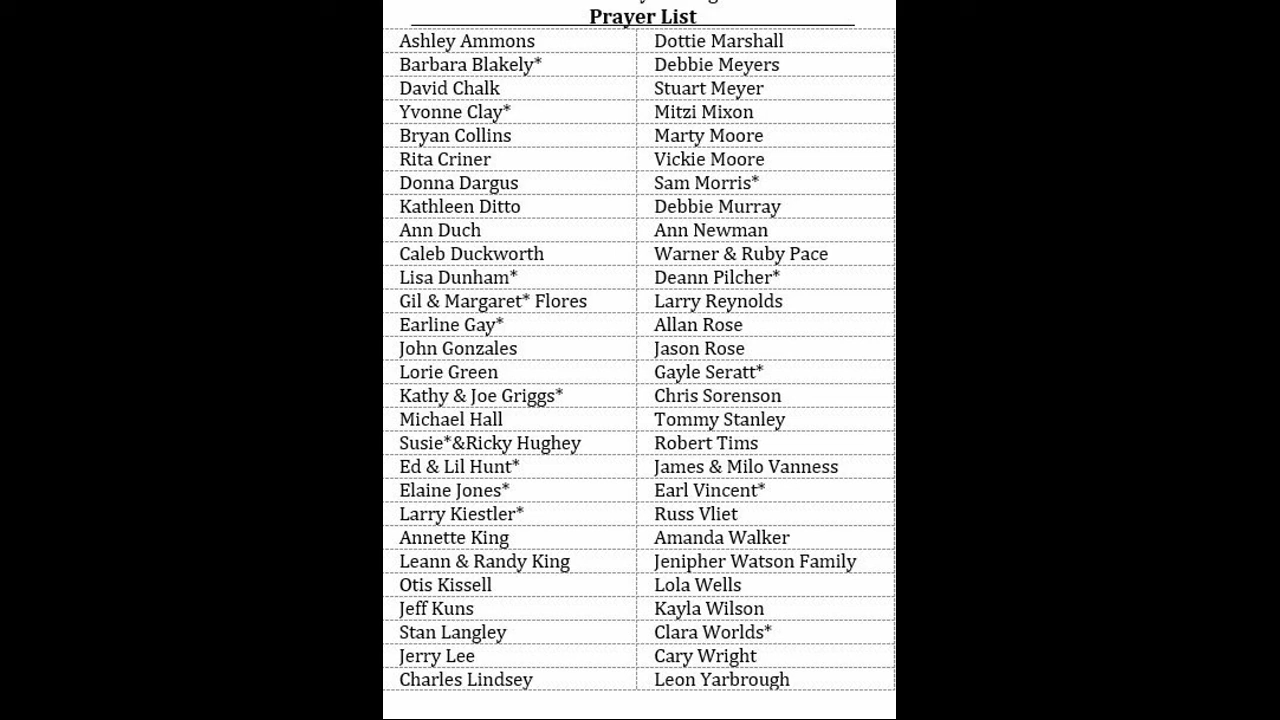 Prayer List
Ashley Ammons
Barbara Blakely*
David Chalk
Yvonne Clay*
Bryan Collins
Rita Criner
Donna Dargus
Kathleen Ditto
Ann Duch
Caleb Duckworth
Lisa Dunham*
Gil & Margaret* Flores
Earline Gay*
John Gonzales
Lorie Green
Kathy & Joe Griggs*
Michael Hall
Susie*&Ricky Hughey
Ed & Lil Hunt*
Elaine Jones*
Larry Kiestler*
Annette King
Leann & Randy King
Otis Kissell
Jeff Kuns
Stan Langley
Jerry Lee
Charles Lindsey
Dottie Marshall
Debbie Meyers
Stuart Meyer
Mitzi Mixon
Marty Moore
Vickie Moore
Sam Morris*
Debbie Murray
Ann Newman
Warner & Ruby Pace
Deann Pilcher*
Larry Reynolds
Allan Rose
Jason Rose
Gayle Seratt*
Chris Sorenson
Tommy Stanley
Robert Tims
James & Milo Vanness
Earl Vincent*
Russ Vliet
Amanda Walker
Jenipher Watson Family
Lola Wells
Kayla Wilson
Clara Worlds*
Cary Wright
Leon Yarbrough